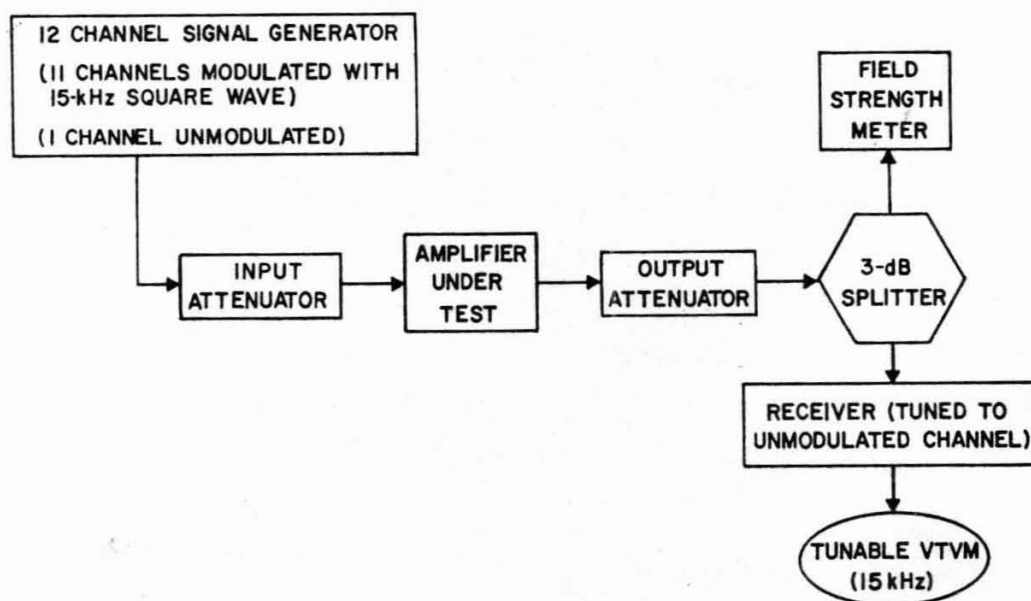 12 CHANNEL SIGNAL GENERATOR
(11 CHANNELS MODULATED WITH
15-kHz SQUARE WAVE)
(1 CHANNEL UNMODULATED)
FIELD
STRENGTH
METER
INPUT
ATTENUATOR
AMPLIFIER
UNDER
TEST
OUTPUT
ATTENUATOR
3-dB
SPLITTER
RECEIVER (TUNED TO
UNMODULATED CHANNEL)
TUNABLE VTVM
(15 kHz)